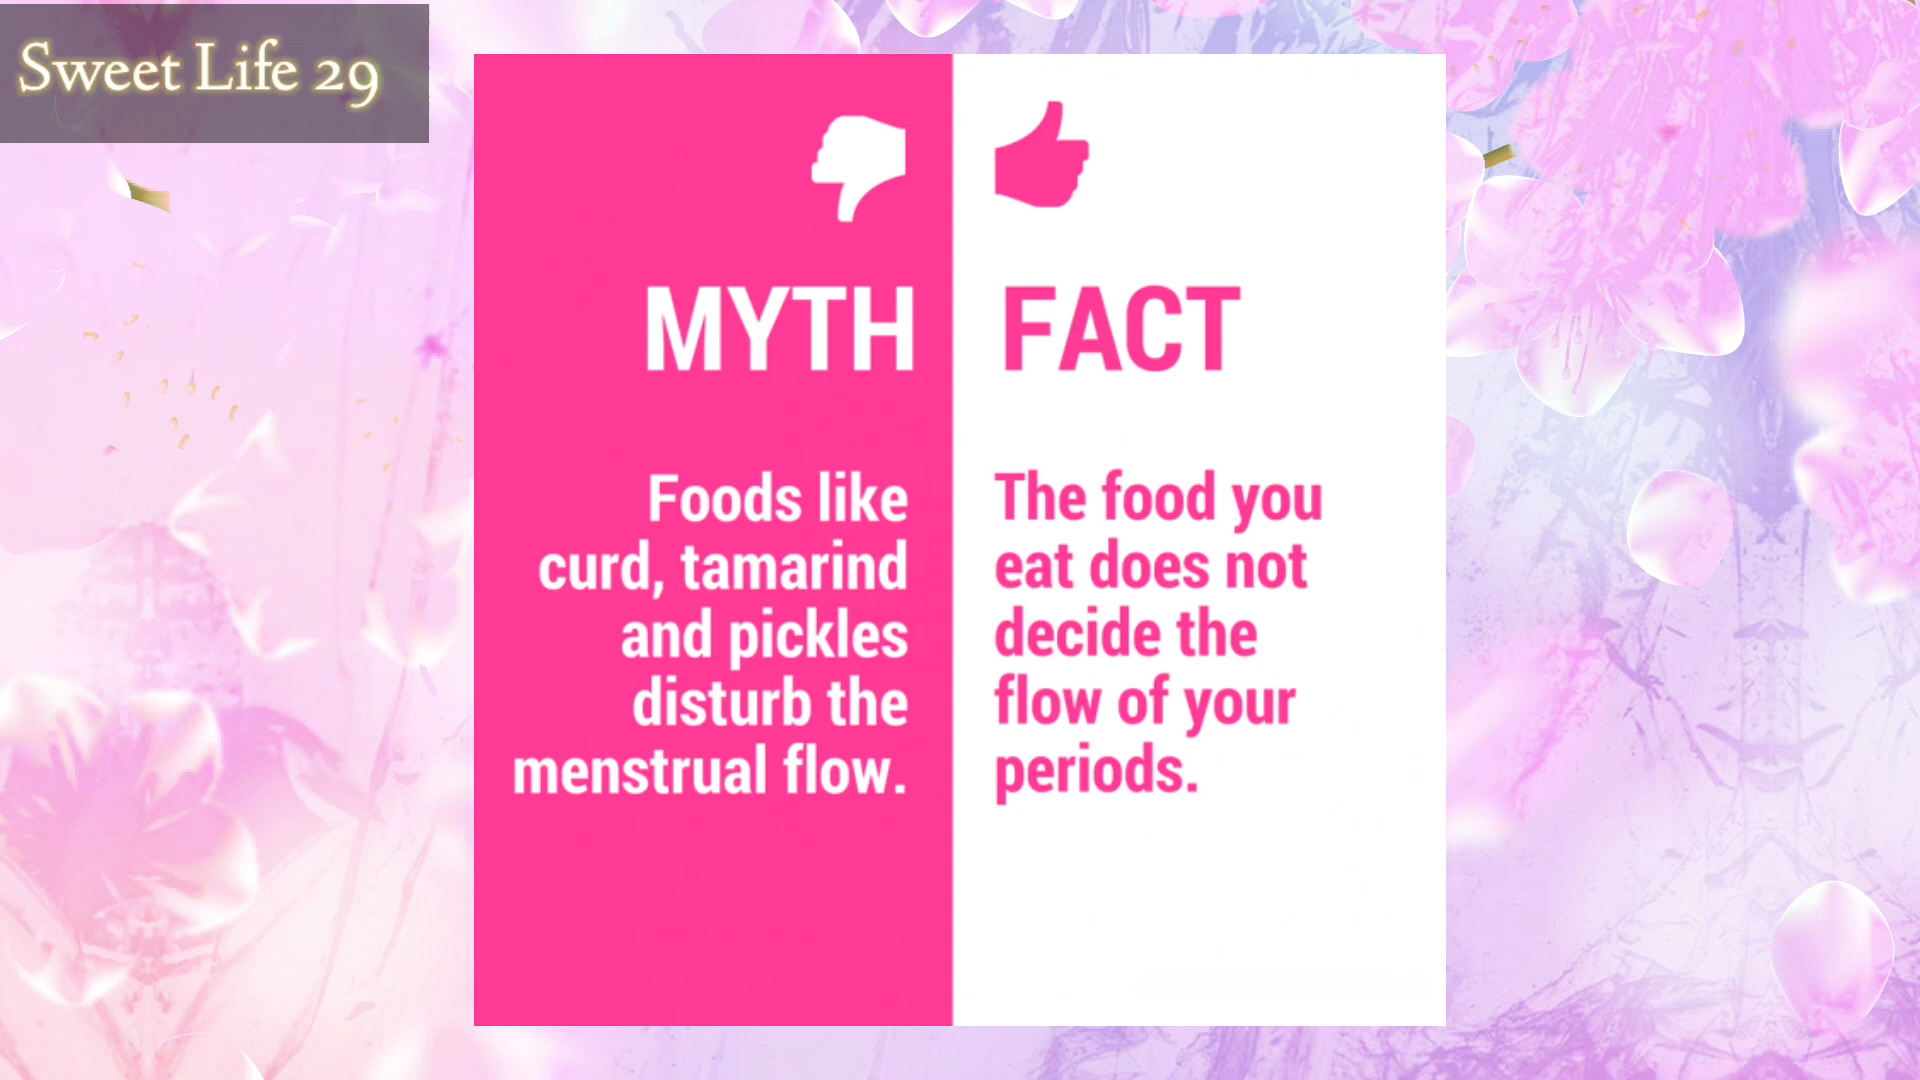 Sweet Life 29
MYTH
Foods like
curd, tamarind
and pickles
disturb the
menstrual flow.
FACT
The food you
eat does not
decide the
flow of your
periods.